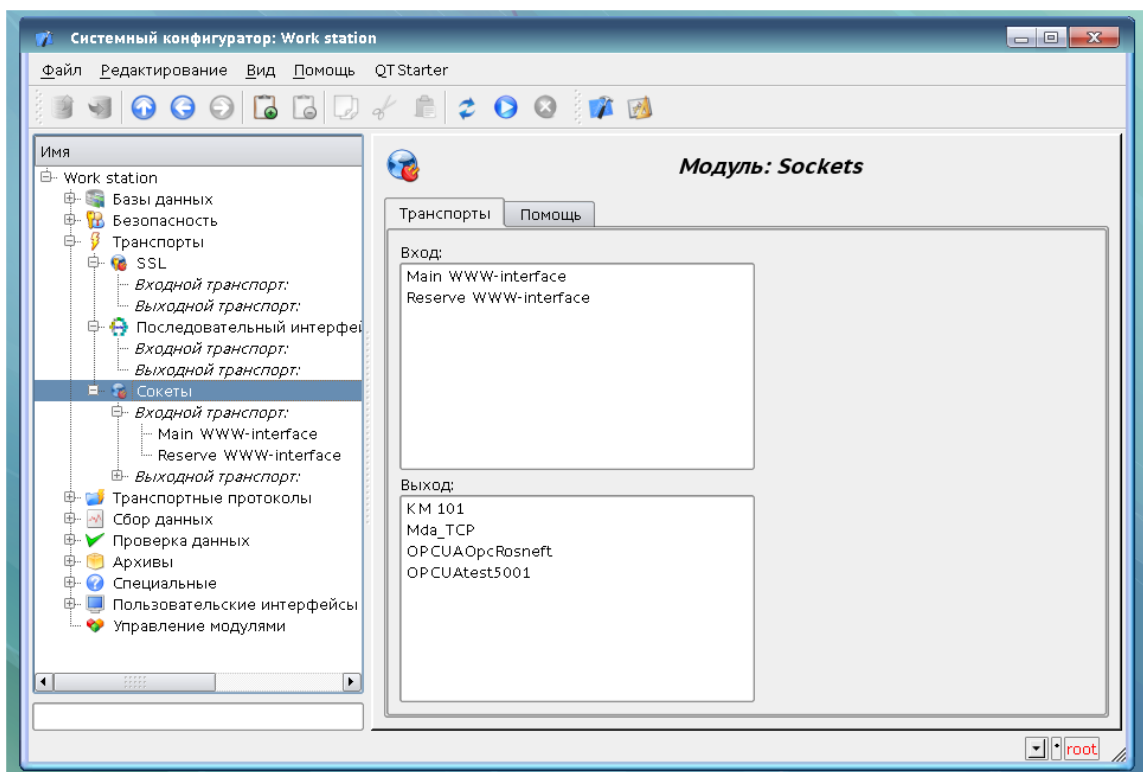 Системный конфигуратор: Work station
Файл Редактирование Вид Помощь QTStarter
Имя
Work station
Базы данных
Безопасность
Транспорты
SSL
Входной транспорт:
Выходной транспорт:
Последовательный интерфей
Входной транспорт:
Выходной транспорт:
Сокеты
Входной транспорт:
Main WWW-interface
Reserve WWW-interface
Выходной транспорт:
Транспортные протоколы
Сбор данных
Проверка данных
Архивы
Специальные
Пользовательские интерфейсы
Управление модулями
Модуль: Sockets
Транспорты Помощь
Вход:
Main WWW-interface
Reserve WWW-interface
Выход:
KM 101
Mda_TCP
OPCUAOpcRosneft
OPCUAtest5001
* root